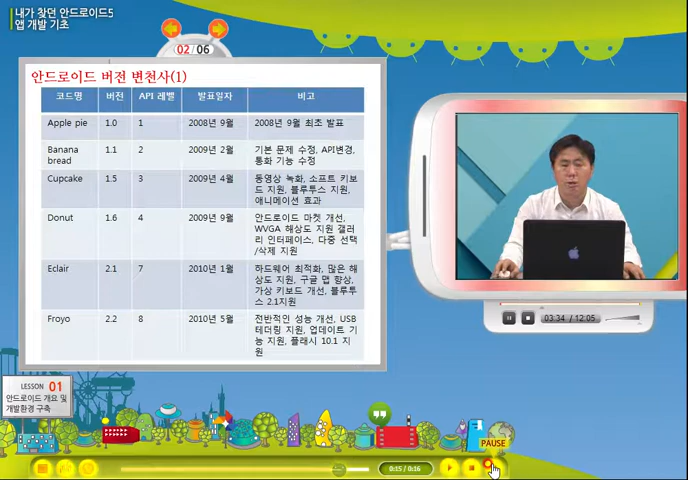 내가 찾던 안드로이드5
앱 개발 기초
02/06
안드로이드 버전 변천사(1)
코드명 버전 API 레벨 발표일자 비고
Apple pie 1.0 1 2008년 9월 2008년 9월 최초 발표
Banana bread 1.1 2 2009년 2월 기본 문제 수정, API변경,
통화 기능 수정
Cupcake 1.5 3 2009년 4월 동영상 녹화, 소프트 키보
드 지원, 블루투스 지원,
애니메이션 효과
Donut 1.6 4 2009년 9월 안드로이드 마켓 개선,
WVGA 해상도 지원 갤러
리 인터페이스, 다중 선택
/삭제 지원
Eclair 2.1 7 2010년 1월 하드웨어 최적화, 많은 해
상도 지원, 구글 맵 향상,
가상 키보드 개선, 블루투
스 2.1지원
Froyo 2.2 8 2010년 5월 전반적인 성능 개선, USB
테더링 지원, 업데이트 기
능 지원, 플래시 10.1 지
원
03:34 / 12:05
LESSON 01
안드로이드 개요 및
개발환경 구축
PAUSE
0:15 / 0:16